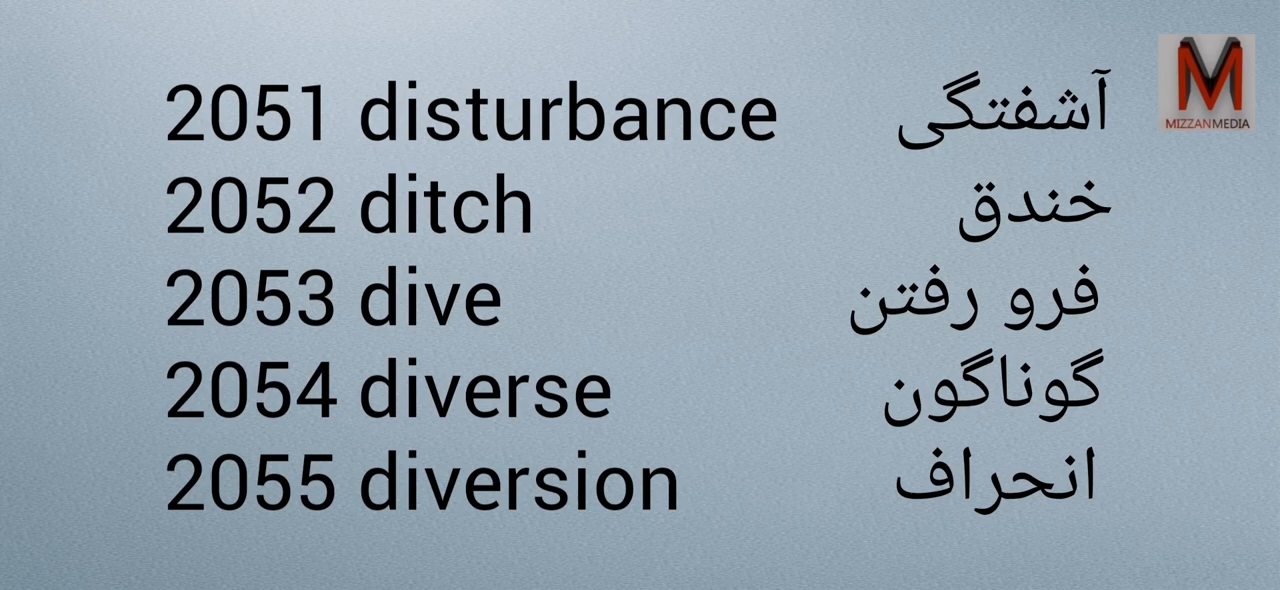 2051 disturbance آشفتگی
2052 ditch خندق
2053 dive فرو رفتن
2054 diverse گوناگون
2055 diversion انحراف
M
MIZZANMEDIA